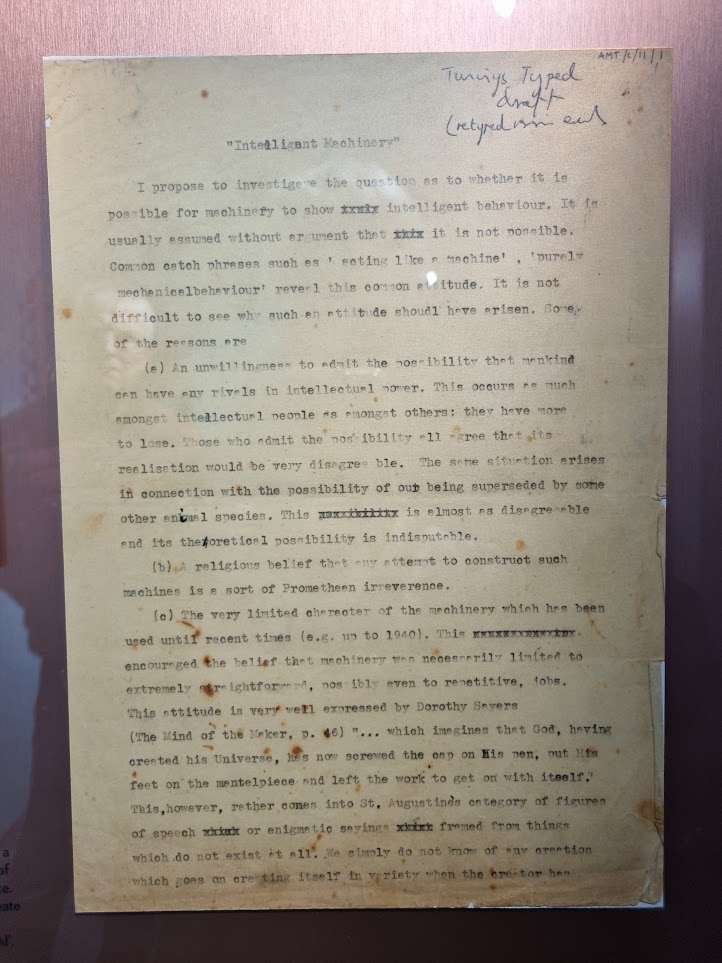 AMT/C/11/1
Turings Typed
draft
(retyped
"Intelligent Machinery"
I propose to investigate the question as to whether it is
possible for machinery to show intelligent behaviour. It is
usually assumed without argument that it is not possible.
Common catch phrases such as ' acting like a machine' , 'purely
mechanicalbehaviour' reveal this common attitude. It is not
difficult to see why such an attitude shoudl have arisen. Some
of the reasons are
(a) An unwillingness to admit the possibility that mankind
can have any rivals in intellectual power. This occurs as much
amongst intellectual people as amongst others: they have more
to lose. Those who admit the possibility all agree that its
realisation would be very disagreeable. The same situation arises
in connection with the possibility of our being superseded by some
other animal species. This is almost as disagreeable
and its theoretical possibility is indisputable.
(b) A religious belief that any attempt to construct such
machines is a sort of Promethean irreverence.
(c) The very limited character of the machinery which has been
used until recent times (e.g. up to 1940). This
encouraged the belief that machinery was necessarily limited to
extremely straightforward, possibly even to repetitive, jobs.
This attitude is very well expressed by Dorothy Sayers
(The Mind of the Maker, p. 46) "... which imagines that God, having
created his Universe, has now screwed the cap on His pen, put His
feet on the mantelpiece and left the work to get on with itself."
This,however, rather comes into St. Augustine's category of figures
of speech or enigmatic sayings framed from things
which do not exist at all. We simply do not know of any creation
which goes on creating itself in variety when the creator has
a
of